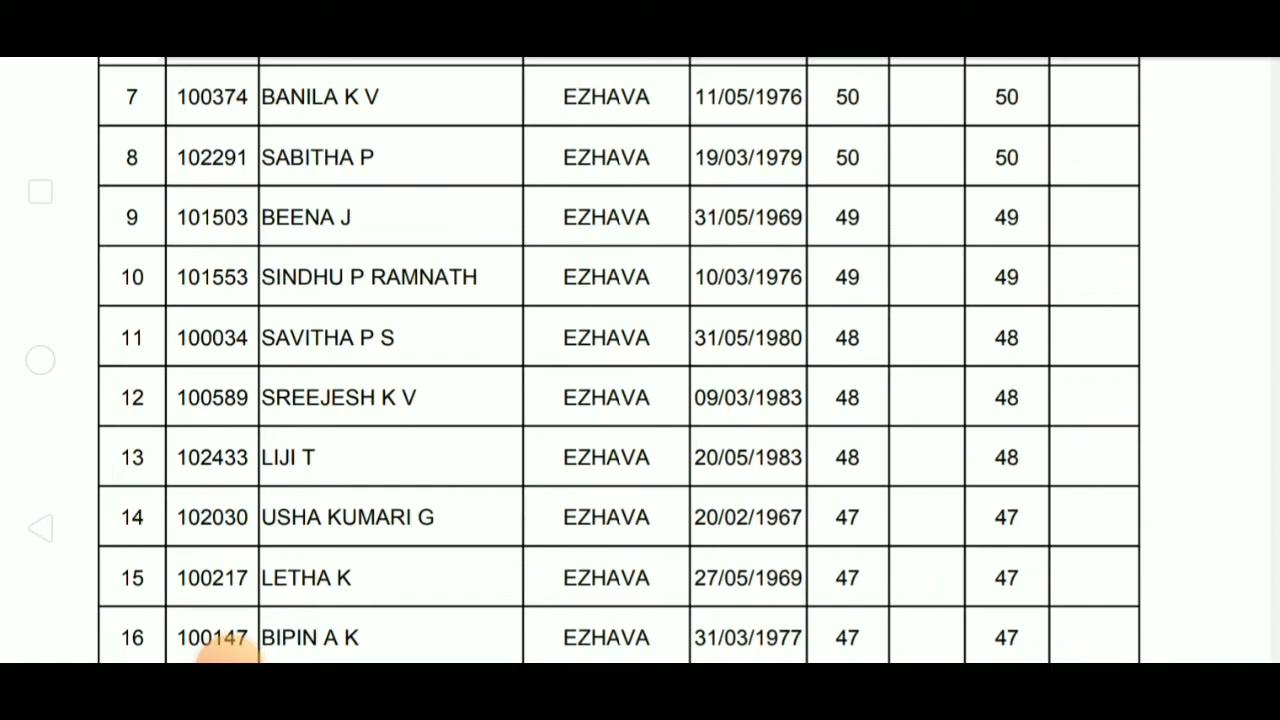 7 100374 BANILA K V EZHAVA 11/05/1976 50 50
8 102291 SABITHA P EZHAVA 19/03/1979 50 50
9 101503 BEENA J EZHAVA 31/05/1969 49 49
10 101553 SINDHU P RAMNATH EZHAVA 10/03/1976 49 49
11 100034 SAVITHA P S EZHAVA 31/05/1980 48 48
12 100589 SREEJESH K V EZHAVA 09/03/1983 48 48
13 102433 LIJI T EZHAVA 20/05/1983 48 48
14 102030 USHA KUMARI G EZHAVA 20/02/1967 47 47
15 100217 LETHA K EZHAVA 27/05/1969 47 47
16 100147 BIPIN A K EZHAVA 31/03/1977 47 47